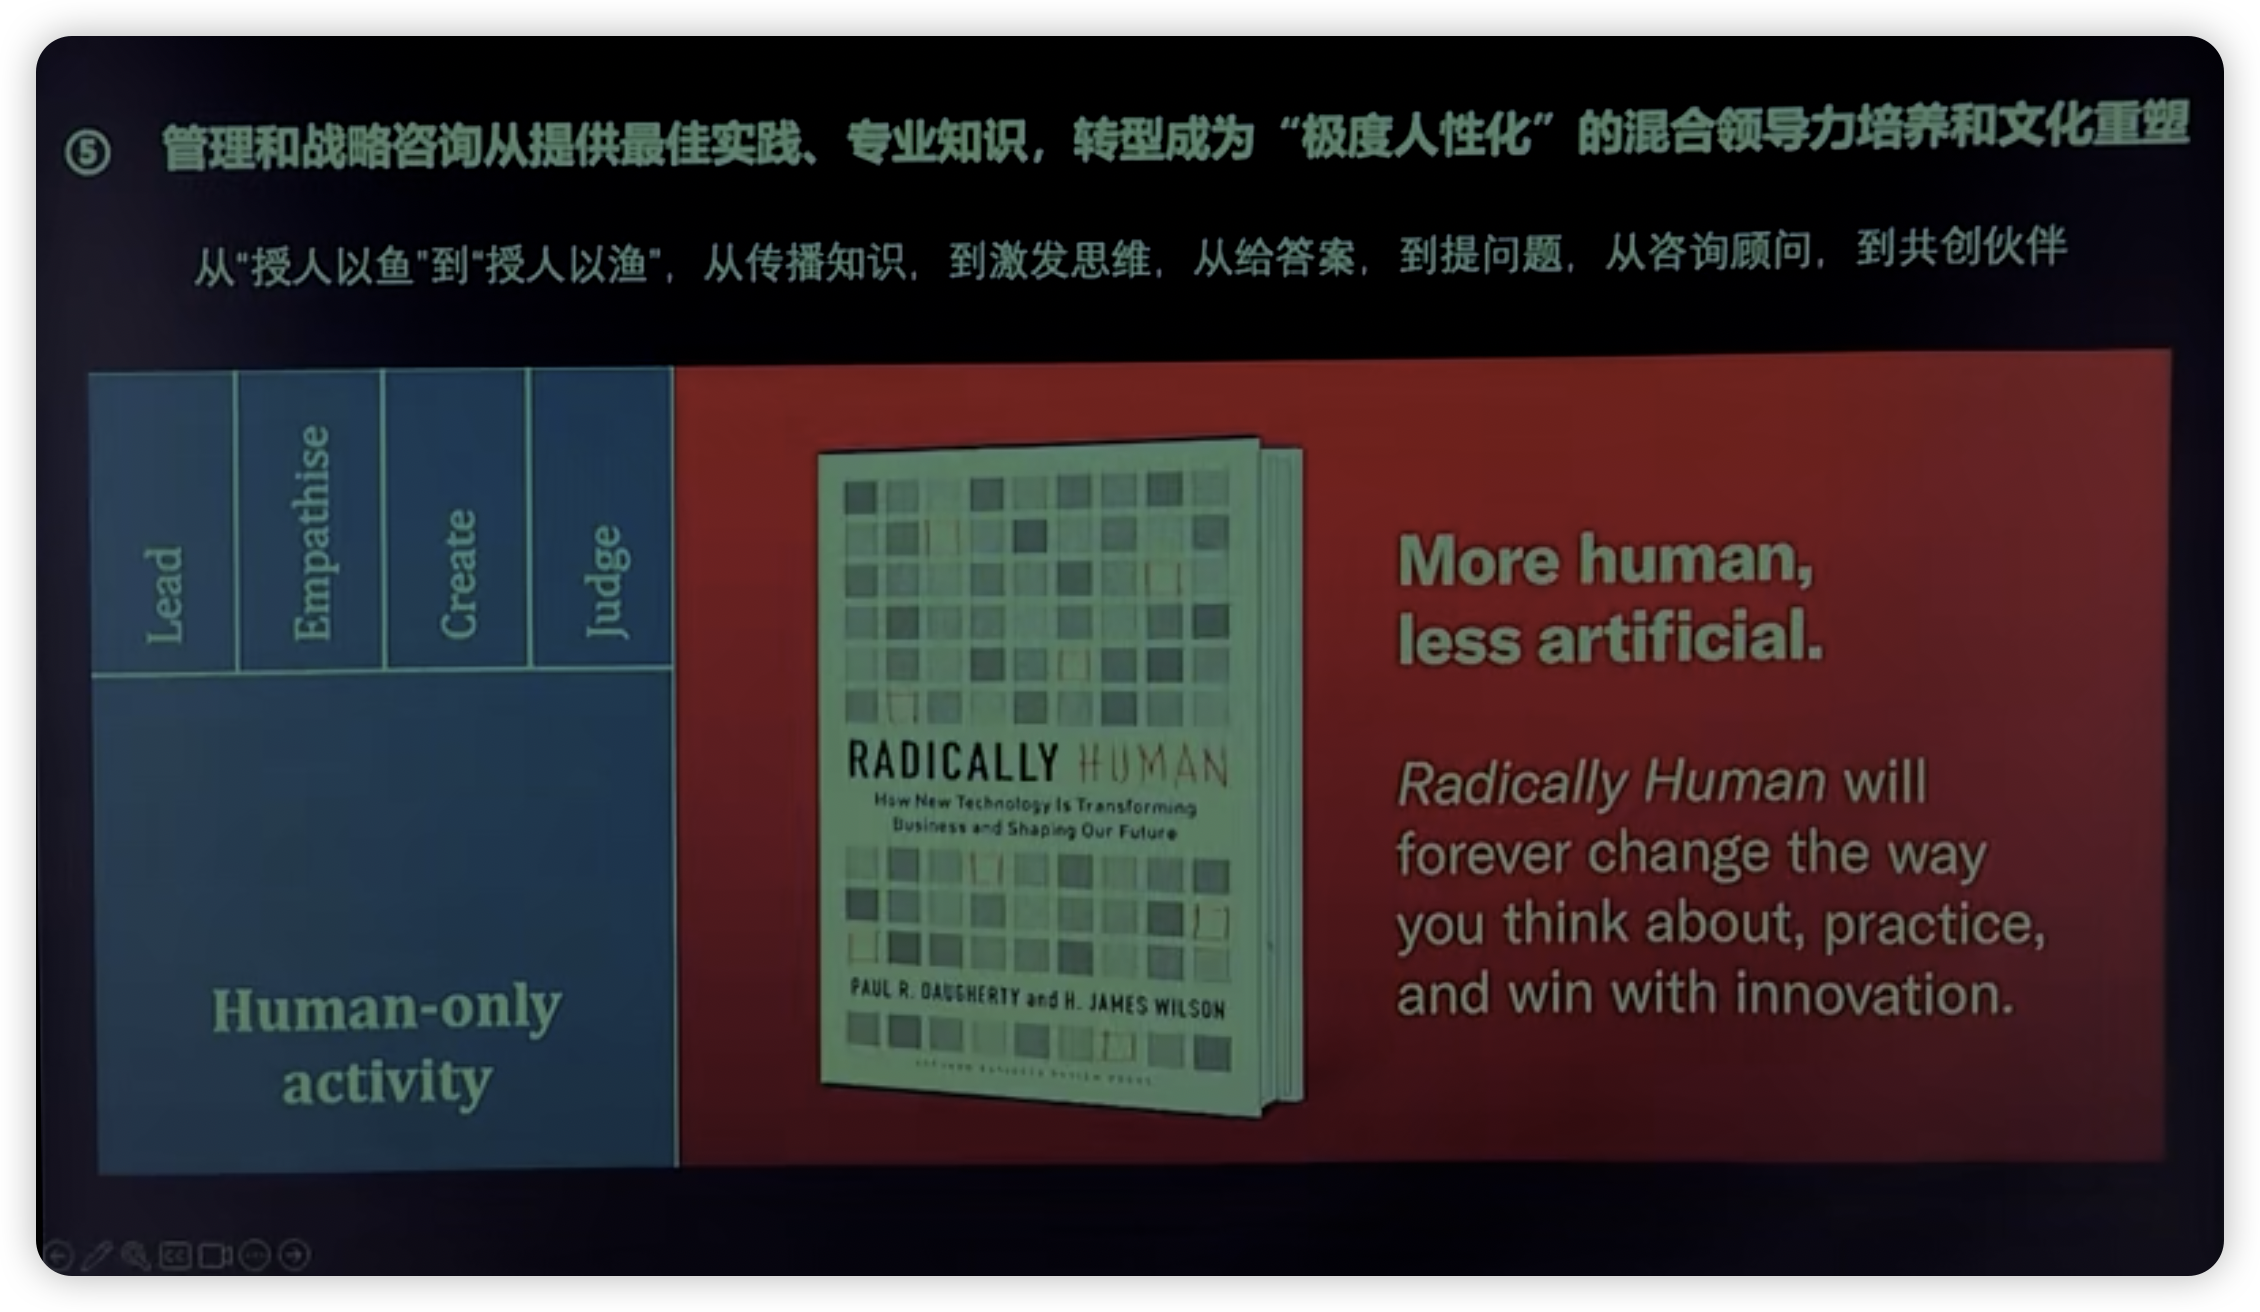 ⑤ 管理和战略咨询从提供最佳实践、专业知识，转型成为“极度人性化”的混合领导力培养和文化重塑
从“授人以鱼”到“授人以渔”，从传播知识，到激发思维，从给答案，到提问题，从咨询顾问，到共创伙伴
Lead
Empathise
Create
Judge
Human-only
activity
RADICALLY HUMAN
How New Technology Is Transforming
Business and Shaping Our Future
PAUL R. DAUGHERTY and H. JAMES WILSON
HARVARD BUSINESS REVIEW PRESS
More human,
less artificial.
Radically Human will
forever change the way
you think about, practice,
and win with innovation.
CC